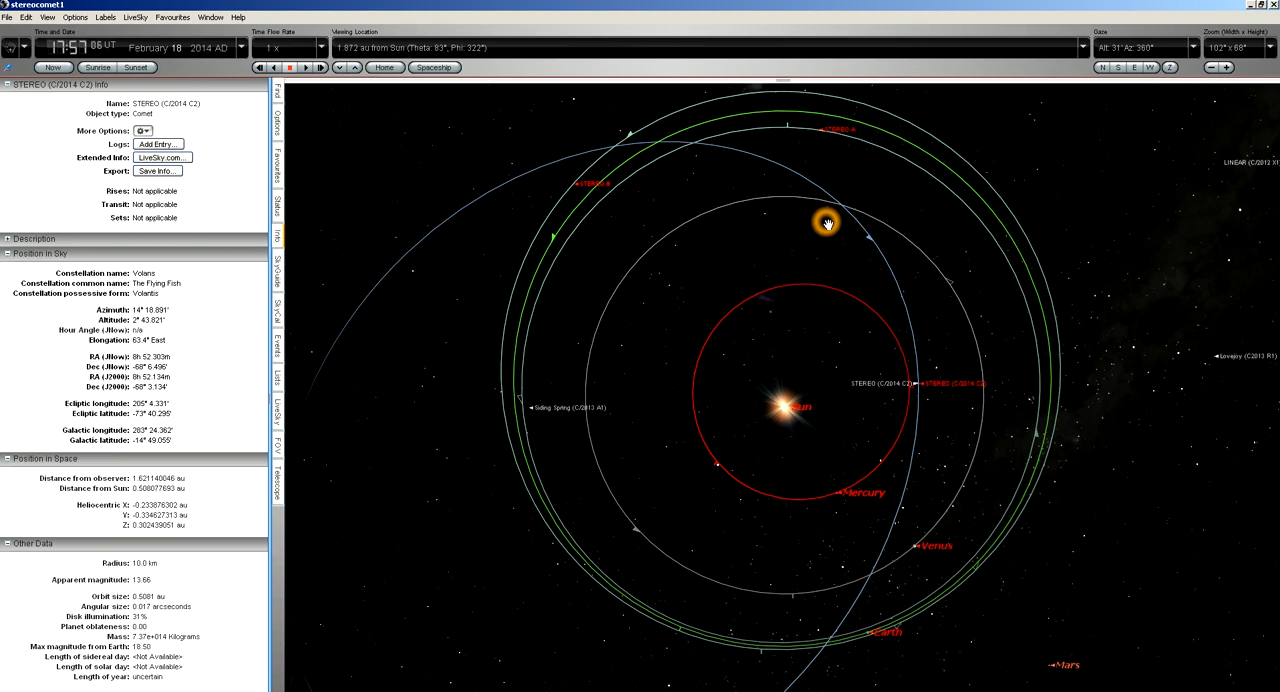 stereocomet1
File Edit View Options Labels LiveSky Favourites Window Help
Time and Date
Time Flow Rate
Viewing Location
Gaze
Zoom (Width x Height)
17:57 06 UT February 18 2014 AD
1 x
1.872 au from Sun (Theta: 83°, Phi: 322°)
Alt: 31° Az: 360°
102° x 68°
Now Sunrise Sunset
Home Spaceship
N S E W Z
STEREO (C/2014 C2) Info
Name: STEREO (C/2014 C2)
Object type: Comet
More Options:
Logs: Add Entry...
Extended Info: LiveSky.com...
Export: Save Info...
Rises: Not applicable
Transit: Not applicable
Sets: Not applicable
Description
Position in Sky
Constellation name: Volans
Constellation common name: The Flying Fish
Constellation possessive form: Volantis
Azimuth: 14° 18.891'
Altitude: 2° 43.821'
Hour Angle (JNow): n/a
Elongation: 63.4° East
RA (JNow): 8h 52.303m
Dec (JNow): -68° 6.496'
RA (J2000): 8h 52.134m
Dec (J2000): -68° 3.134'
Ecliptic longitude: 205° 4.331'
Ecliptic latitude: -73° 40.295'
Galactic longitude: 283° 24.362'
Galactic latitude: -14° 49.055'
Position in Space
Distance from observer: 1.621140046 au
Distance from Sun: 0.508077693 au
Heliocentric X: -0.233876302 au
Y: -0.334627313 au
Z: 0.302439051 au
Other Data
Radius: 10.0 km
Apparent magnitude: 13.66
Orbit size: 0.5081 au
Angular size: 0.017 arcseconds
Disk illumination: 31%
Planet oblateness: 0.00
Mass: 7.37e+014 Kilograms
Max magnitude from Earth: 18.50
Length of sidereal day: <Not Available>
Length of solar day: <Not Available>
Length of year: uncertain
Find
Options
Favourites
Status
Info
SkyGuide
SkyCal
Events
Lists
LiveSky
FOV
Telescope
STEREO A
STEREO B
LINEAR (C/2012 X1
Lovejoy (C2013 R1)
STEREO (C/2014 C2)
STEREO (C/2014 C2)
Siding Spring (C/2013 A1)
Sun
Mercury
Venus
Earth
Mars